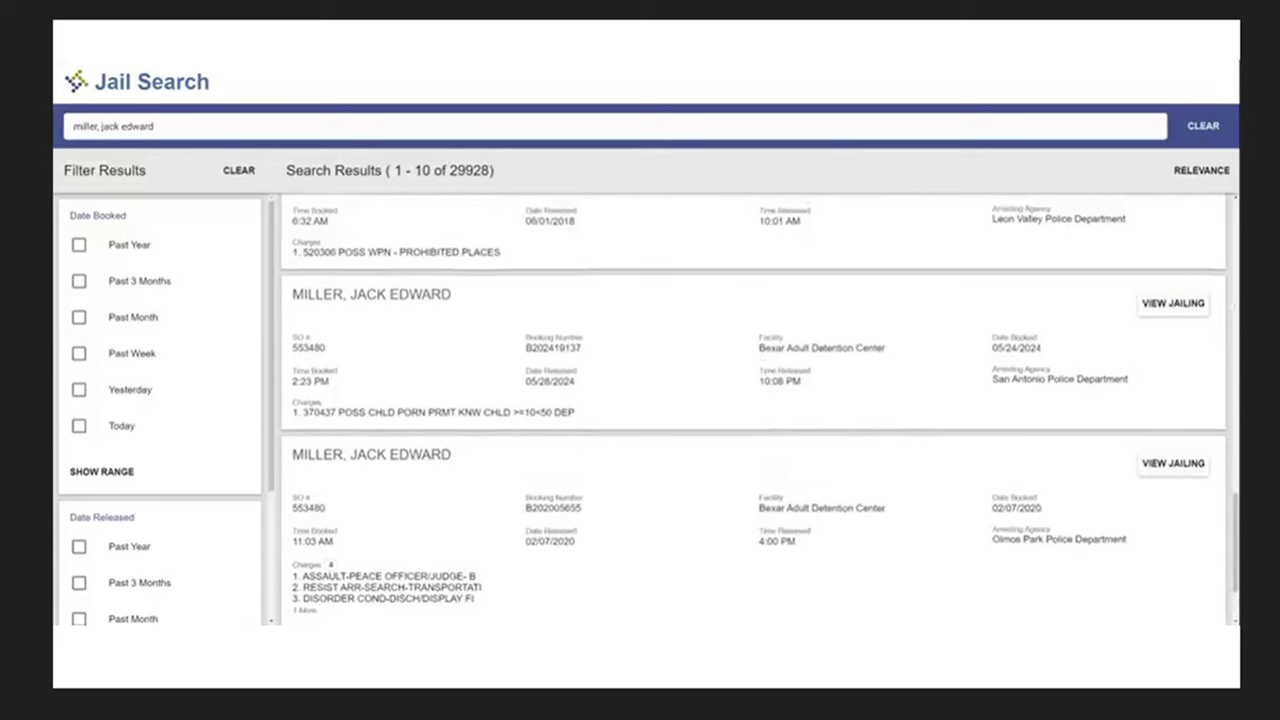 Jail Search
miller, jack edward
CLEAR
Filter Results
CLEAR
Search Results ( 1 - 10 of 29928)
RELEVANCE
Date Booked
Past Year
Past 3 Months
Past Month
Past Week
Yesterday
Today
SHOW RANGE
Date Released
Past Year
Past 3 Months
Past Month
Time Booked Date Released Time Released Arresting Agency
6:32 AM 06/01/2018 10:01 AM Leon Valley Police Department
Charges
1. 520306 POSS WPN - PROHIBITED PLACES
MILLER, JACK EDWARD
VIEW JAILING
SO # Booking Number Facility Date Booked
553480 B202419137 Bexar Adult Detention Center 05/24/2024
Time Booked Date Released Time Released Arresting Agency
2:23 PM 05/28/2024 10:08 PM San Antonio Police Department
Charges
1. 370437 POSS CHLD PORN PRMT KNW CHLD >=10<50 DEP
MILLER, JACK EDWARD
VIEW JAILING
SO # Booking Number Facility Date Booked
553480 B202005655 Bexar Adult Detention Center 02/07/2020
Time Booked Date Released Time Released Arresting Agency
11:03 AM 02/07/2020 4:00 PM Olmos Park Police Department
Charges 4
1. ASSAULT-PEACE OFFICER/JUDGE- B
2. RESIST ARR-SEARCH-TRANSPORTATI
3. DISORDER COND-DISCH/DISPLAY FI
1 More